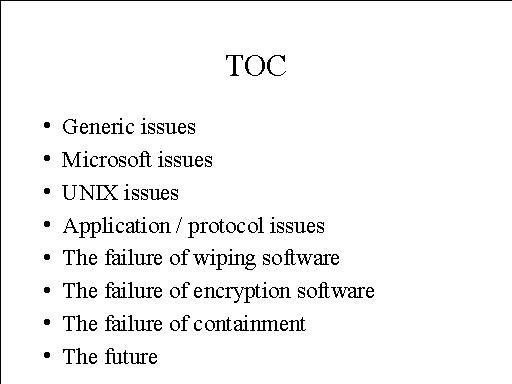 TOC
• Generic issues
• Microsoft issues
• UNIX issues
• Application / protocol issues
• The failure of wiping software
• The failure of encryption software
• The failure of containment
• The future